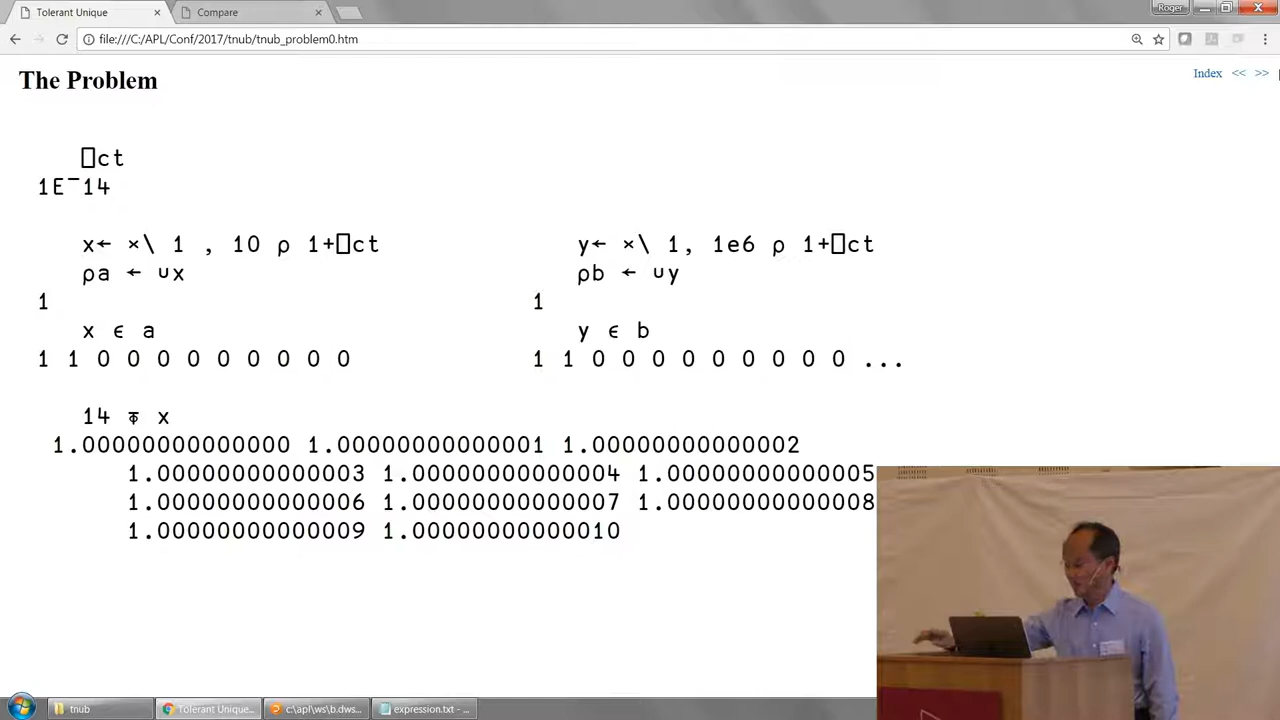 Tolerant Unique
Compare
Roger
file:///C:/APL/Conf/2017/tnub/tnub_problem0.htm
The Problem
Index << >>
⎕ct
1E¯14
x← ×\ 1 , 10 ⍴ 1+⎕ct
⍴a ← ∪x
1
x ∊ a
1 1 0 0 0 0 0 0 0 0 0
y← ×\ 1, 1e6 ⍴ 1+⎕ct
⍴b ← ∪y
1
y ∊ b
1 1 0 0 0 0 0 0 0 0 0 ...
14 ⍕ x
1.00000000000000 1.00000000000001 1.00000000000002
1.00000000000003 1.00000000000004 1.00000000000005
1.00000000000006 1.00000000000007 1.00000000000008
1.00000000000009 1.00000000000010
tnub
Tolerant Unique...
c:\apl\ws\b.dws...
expression.txt - ...